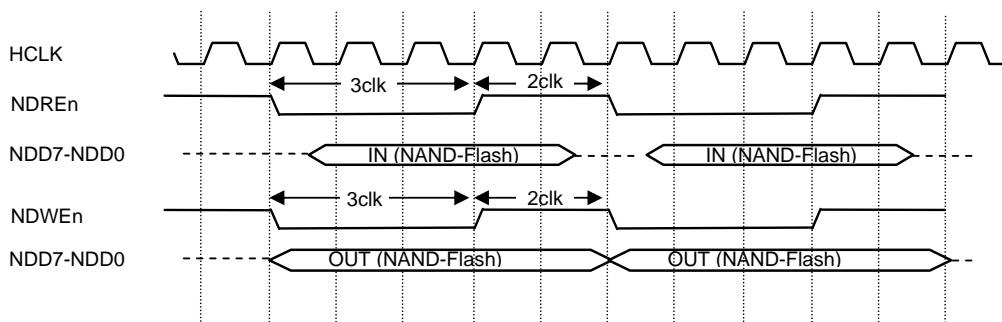 HCLK
3clk 2clk
NDREn
NDD7-NDD0 IN (NAND-Flash) IN (NAND-Flash)
3clk 2clk
NDWEn
NDD7-NDD0 OUT (NAND-Flash) OUT (NAND-Flash)